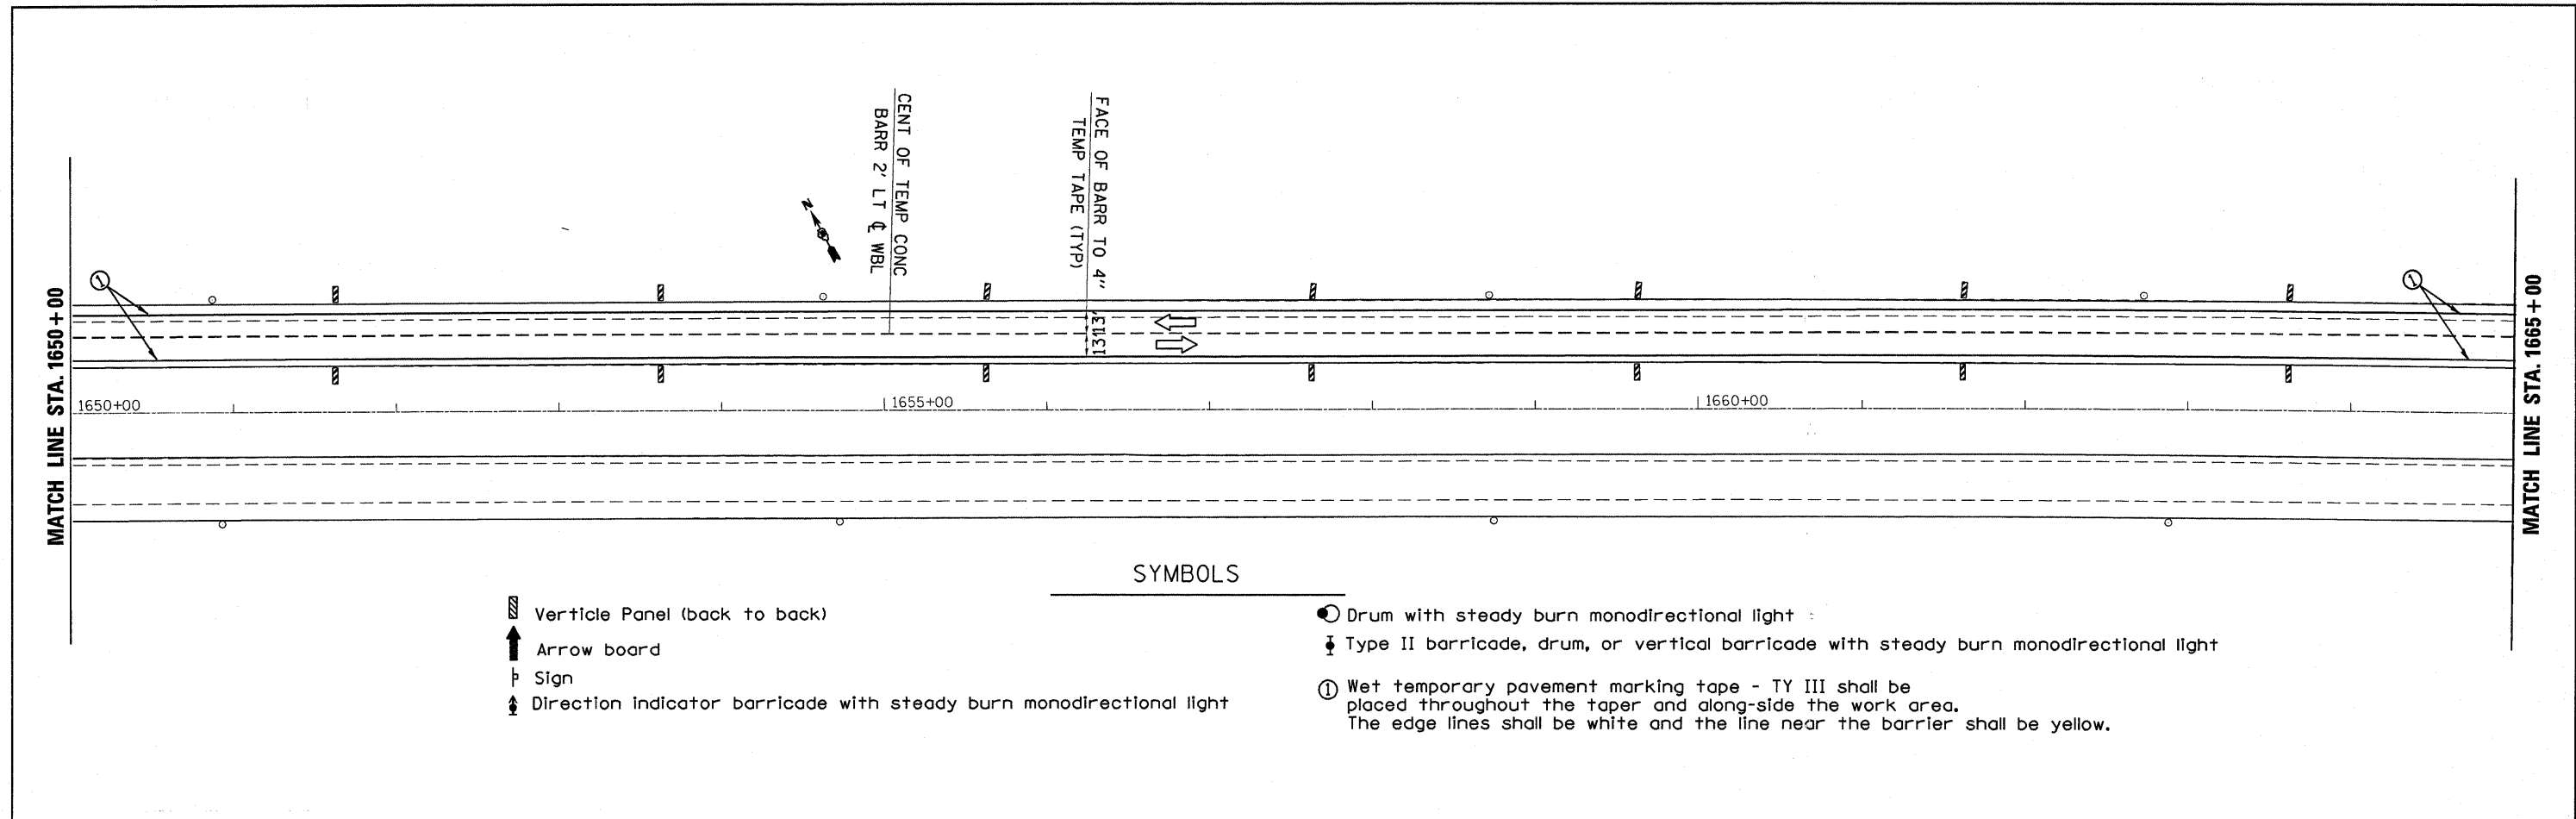 MATCH LINE STA. 1650+00
CENT OF TEMP CONC
BARR 2' LT ℄ WBL
FACE OF BARR TO 4"
TEMP TAPE (TYP)
N
1
1
13'
13'
1650+00
1655+00
1660+00
MATCH LINE STA. 1665+00
SYMBOLS
Verticle Panel (back to back)
Arrow board
Sign
Direction indicator barricade with steady burn monodirectional light
Drum with steady burn monodirectional light
Type II barricade, drum, or vertical barricade with steady burn monodirectional light
1 Wet temporary pavement marking tape - TY III shall be
placed throughout the taper and along-side the work area.
The edge lines shall be white and the line near the barrier shall be yellow.